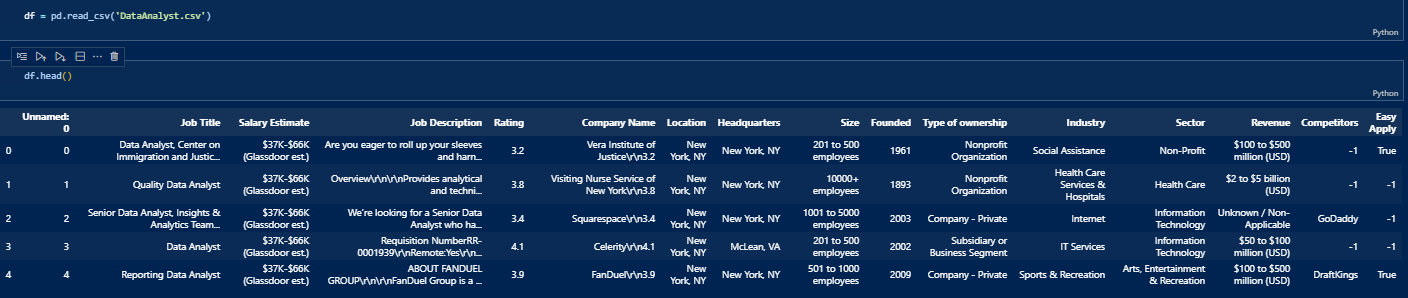 df = pd.read_csv('DataAnalyst.csv')
Python
df.head()
Python
Unnamed: 0 Job Title Salary Estimate Job Description Rating Company Name Location Headquarters Size Founded Type of ownership Industry Sector Revenue Competitors Easy Apply
0 0 Data Analyst, Center on Immigration and Justic... $37K-$66K (Glassdoor est.) Are you eager to roll up your sleeves and harn... 3.2 Vera Institute of Justice\r\n3.2 New York, NY New York, NY 201 to 500 employees 1961 Nonprofit Organization Social Assistance Non-Profit $100 to $500 million (USD) -1 True
1 1 Quality Data Analyst $37K-$66K (Glassdoor est.) Overview\r\n\r\nProvides analytical and techni... 3.8 Visiting Nurse Service of New York\r\n3.8 New York, NY New York, NY 10000+ employees 1893 Nonprofit Organization Health Care Services & Hospitals Health Care $2 to $5 billion (USD) -1 -1
2 2 Senior Data Analyst, Insights & Analytics Team... $37K-$66K (Glassdoor est.) We're looking for a Senior Data Analyst who ha... 3.4 Squarespace\r\n3.4 New York, NY New York, NY 1001 to 5000 employees 2003 Company - Private Internet Information Technology Unknown / Non-Applicable GoDaddy -1
3 3 Data Analyst $37K-$66K (Glassdoor est.) Requisition NumberRR-0001939\r\nRemote:Yes\r\n... 4.1 Celerity\r\n4.1 New York, NY McLean, VA 201 to 500 employees 2002 Subsidiary or Business Segment IT Services Information Technology $50 to $100 million (USD) -1 -1
4 4 Reporting Data Analyst $37K-$66K (Glassdoor est.) ABOUT FANDUEL GROUP\r\n\r\nFanDuel Group is a ... 3.9 FanDuel\r\n3.9 New York, NY New York, NY 501 to 1000 employees 2009 Company - Private Sports & Recreation Arts, Entertainment & Recreation $100 to $500 million (USD) DraftKings True